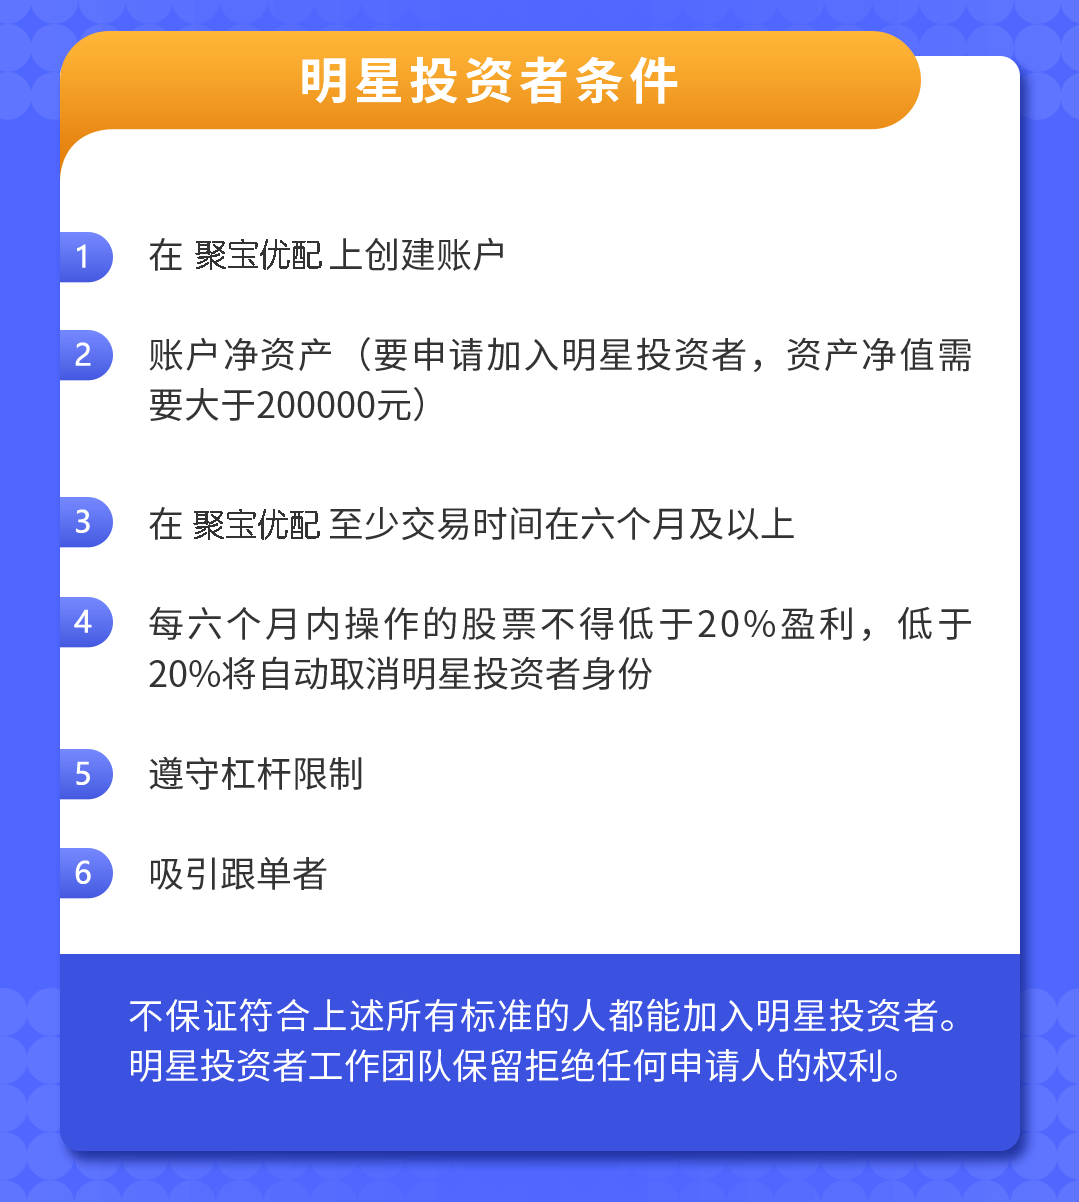 明星投资者条件
1 在 聚宝优配 上创建账户
2 账户净资产（要申请加入明星投资者，资产净值需
要大于200000元）
3 在 聚宝优配 至少交易时间在六个月及以上
4 每六个月内操作的股票不得低于20%盈利，低于
20%将自动取消明星投资者身份
5 遵守杠杆限制
6 吸引跟单者
不保证符合上述所有标准的人都能加入明星投资者。
明星投资者工作团队保留拒绝任何申请人的权利。